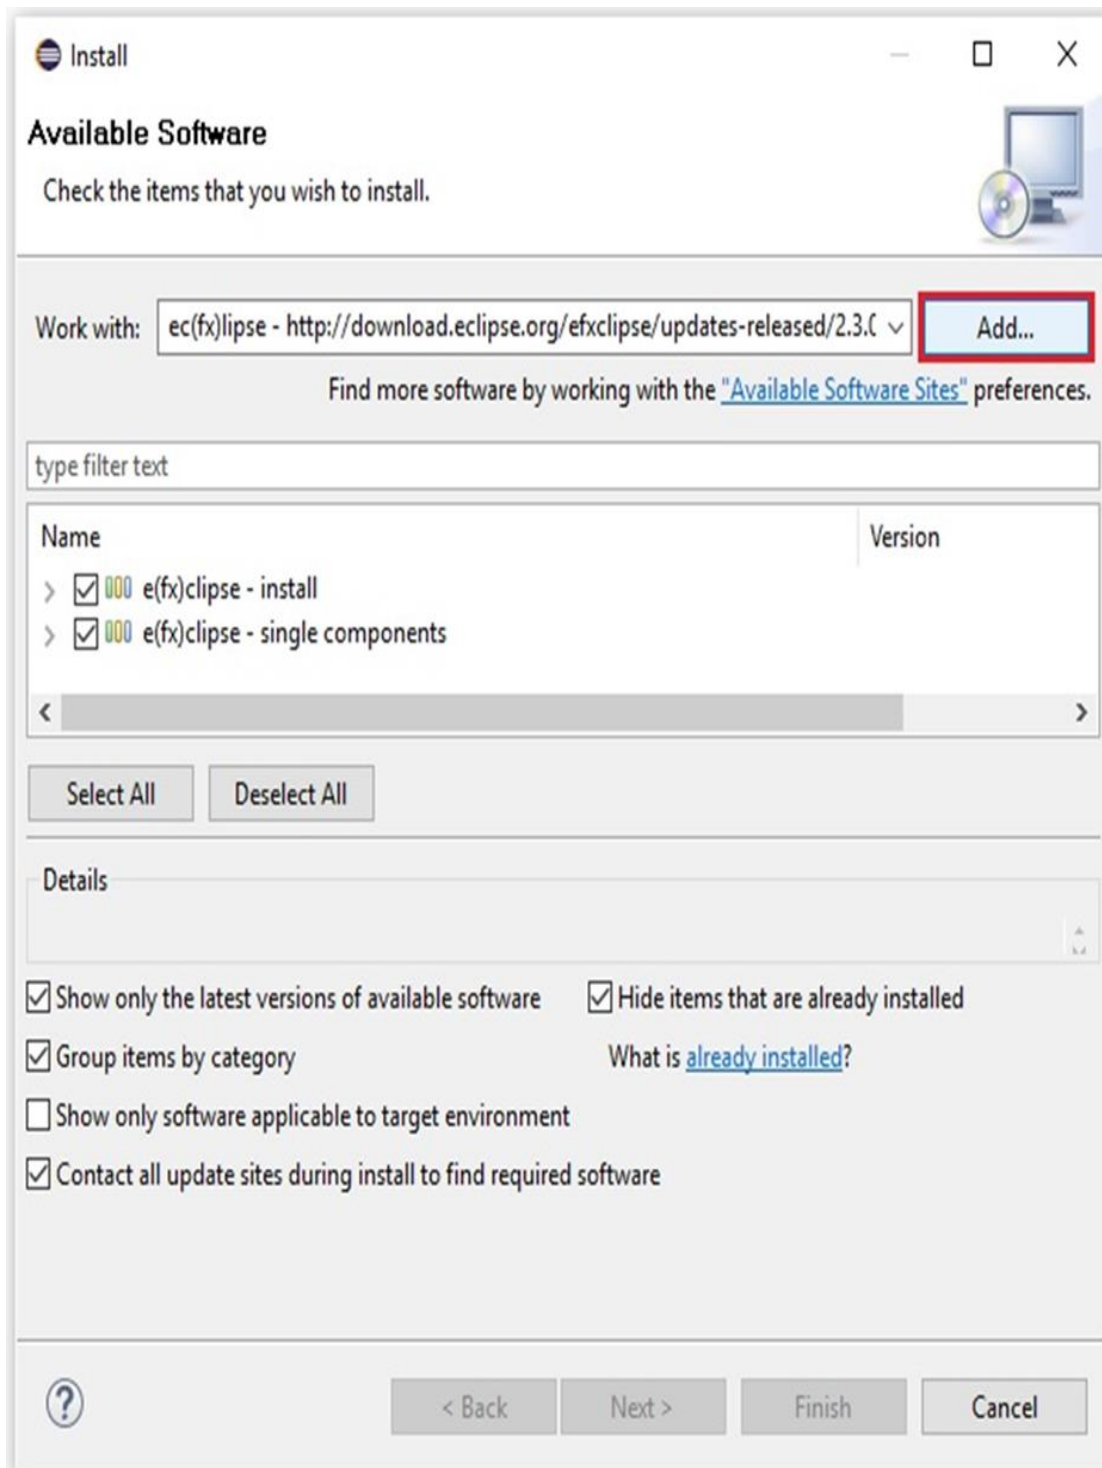 Install
Available Software
Check the items that you wish to install.
Work with: ec(fx)lipse - http://download.eclipse.org/efxclipse/updates-released/2.3.0 Add...
Find more software by working with the "Available Software Sites" preferences.
type filter text
Name Version
e(fx)clipse - install
e(fx)clipse - single components
Select All Deselect All
Details
Show only the latest versions of available software Hide items that are already installed
Group items by category What is already installed?
Show only software applicable to target environment
Contact all update sites during install to find required software
? < Back Next > Finish Cancel